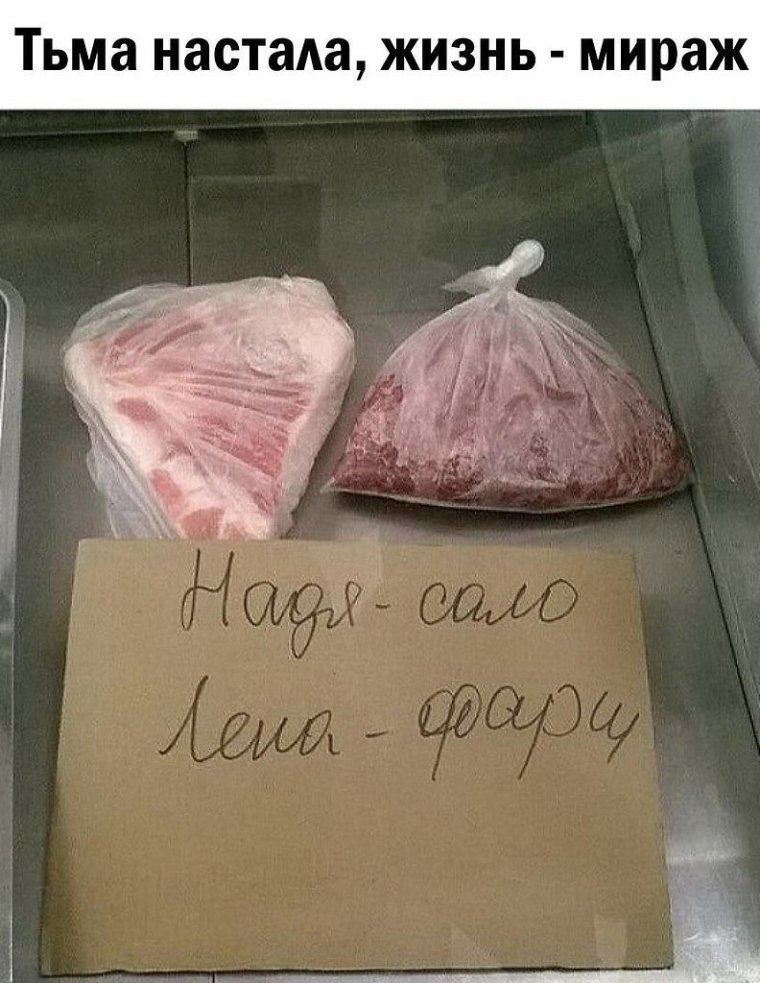 Тьма настала, жизнь - мираж
Надя - сало
Лена - фарш